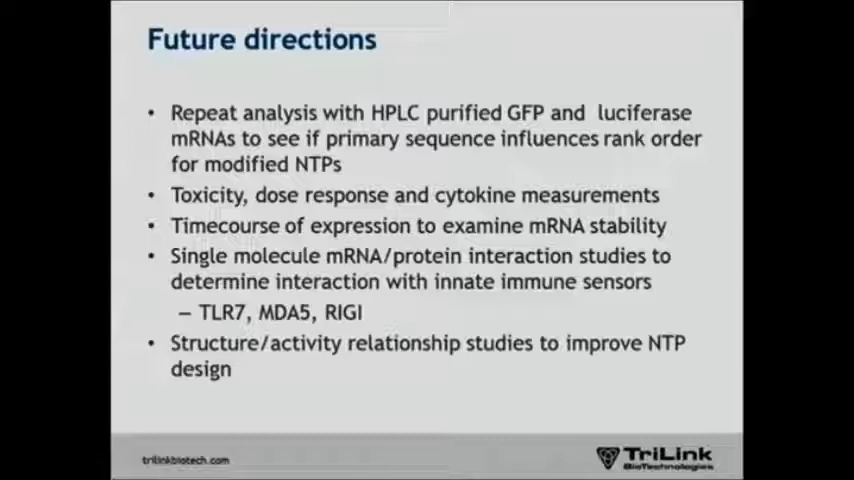 Future directions
• Repeat analysis with HPLC purified GFP and luciferase
mRNAs to see if primary sequence influences rank order
for modified NTPs
• Toxicity, dose response and cytokine measurements
• Timecourse of expression to examine mRNA stability
• Single molecule mRNA/protein interaction studies to
determine interaction with innate immune sensors
– TLR7, MDA5, RIGI
• Structure/activity relationship studies to improve NTP
design
trilinkbiotech.com
TriLink
BioTechnologies